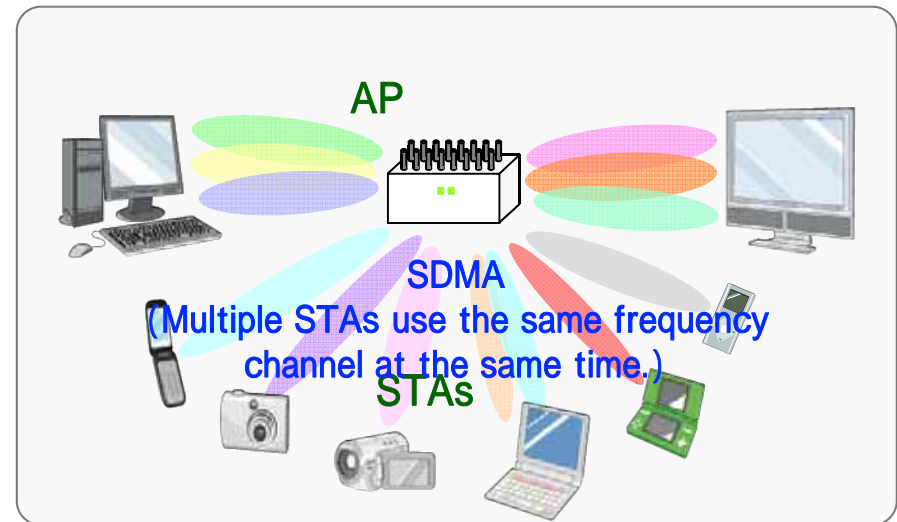 AP
SDMA
(Multiple STAs use the same frequency
channel at the same time.)
STAs